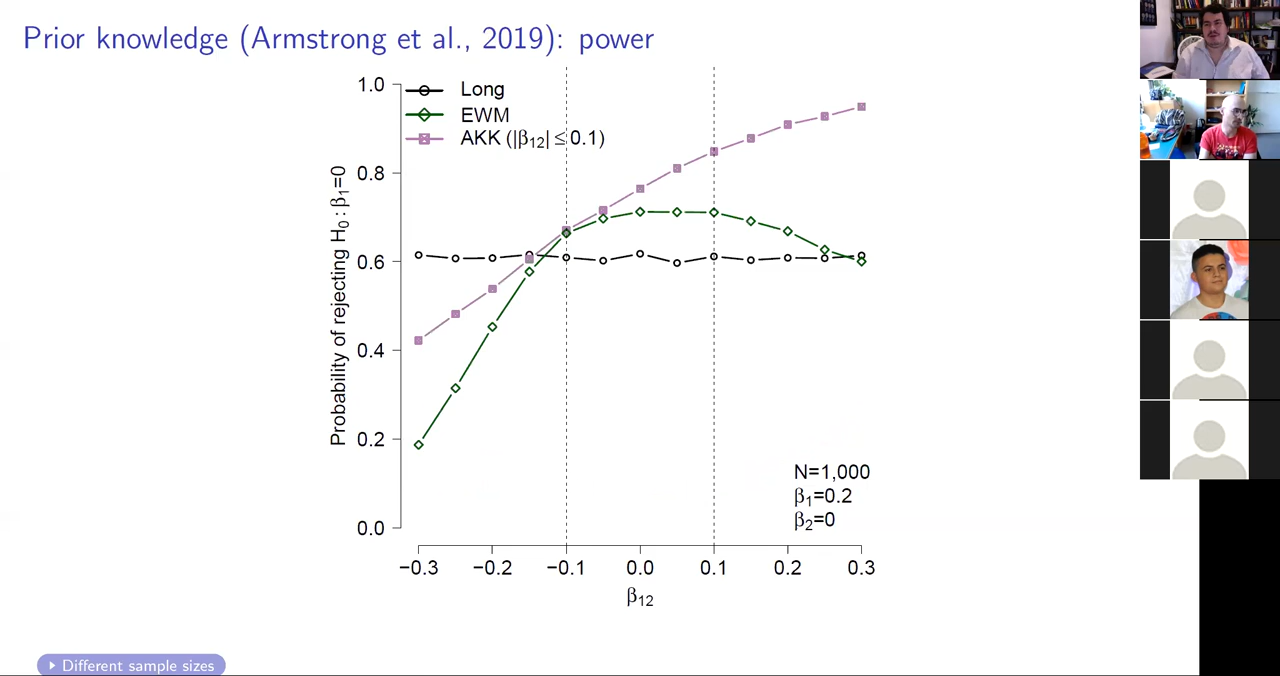 Prior knowledge (Armstrong et al., 2019): power
Long
EWM
AKK (|β12| ≤ 0.1)
Probability of rejecting H0 : β1=0
1.0
0.8
0.6
0.4
0.2
0.0
N=1,000
β1=0.2
β2=0
−0.3 −0.2 −0.1 0.0 0.1 0.2 0.3
β12
Different sample sizes